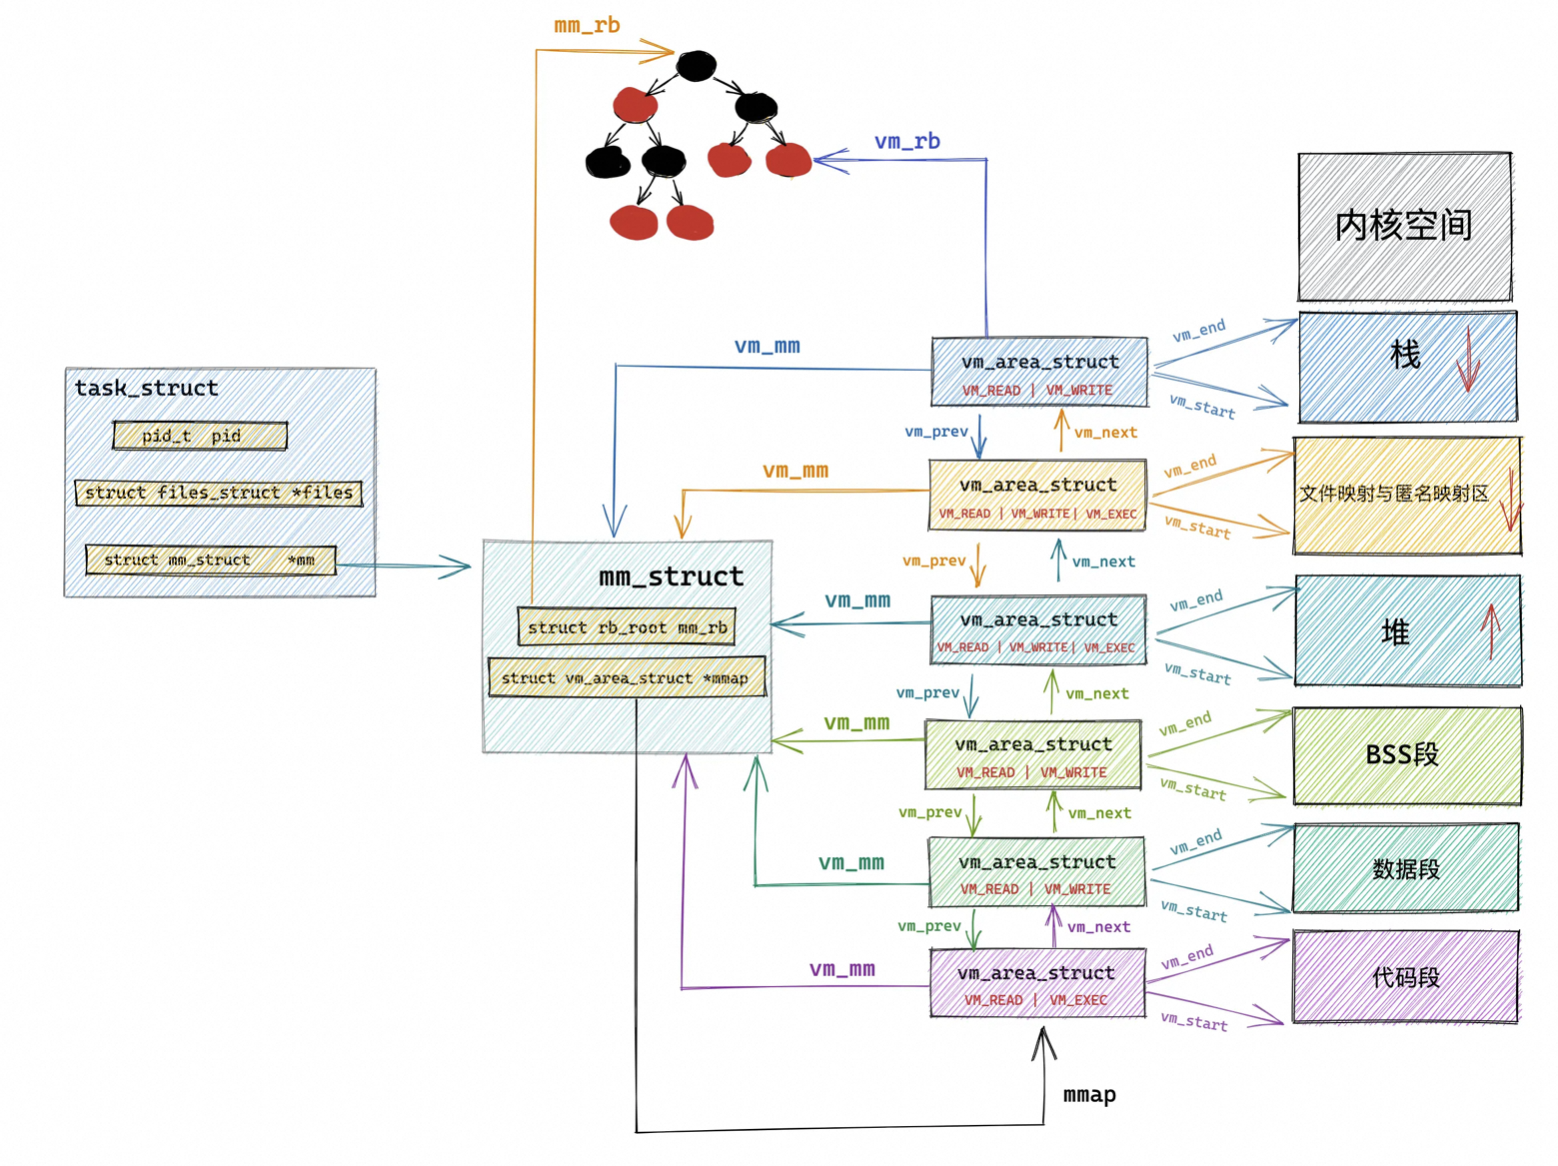 mm_rb
vm_rb
内核空间
vm_mm
vm_area_struct
VM_READ | VM_WRITE
vm_end
vm_start
栈
task_struct
pid_t pid
struct files_struct *files
struct mm_struct *mm
vm_prev
vm_next
vm_mm
vm_area_struct
VM_READ | VM_WRITE| VM_EXEC
vm_end
vm_start
文件映射与匿名映射区
vm_prev
vm_next
mm_struct
struct rb_root mm_rb
struct vm_area_struct *mmap
vm_mm
vm_area_struct
VM_READ | VM_WRITE| VM_EXEC
vm_end
vm_start
堆
vm_prev
vm_next
vm_mm
vm_area_struct
VM_READ | VM_WRITE
vm_end
vm_start
BSS段
vm_prev
vm_next
vm_mm
vm_area_struct
VM_READ | VM_WRITE
vm_end
vm_start
数据段
vm_prev
vm_next
vm_mm
vm_area_struct
VM_READ | VM_EXEC
vm_end
vm_start
代码段
mmap